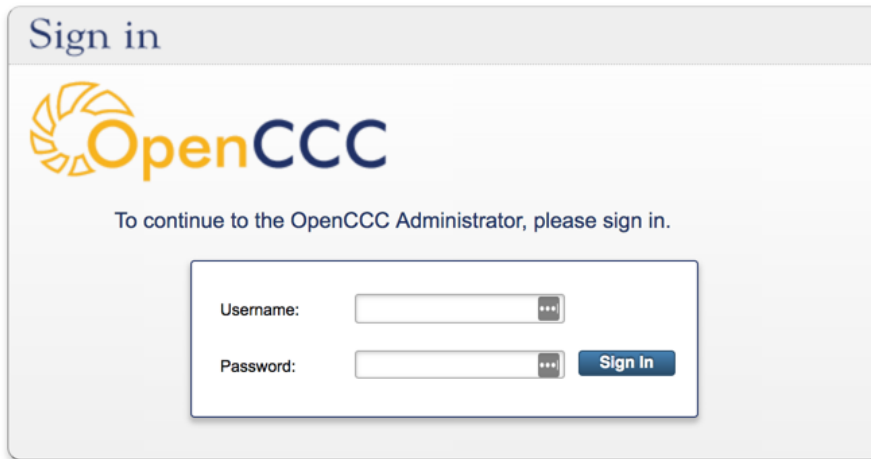 Sign in
OpenCCC
To continue to the OpenCCC Administrator, please sign in.
Username:
Password:
Sign In